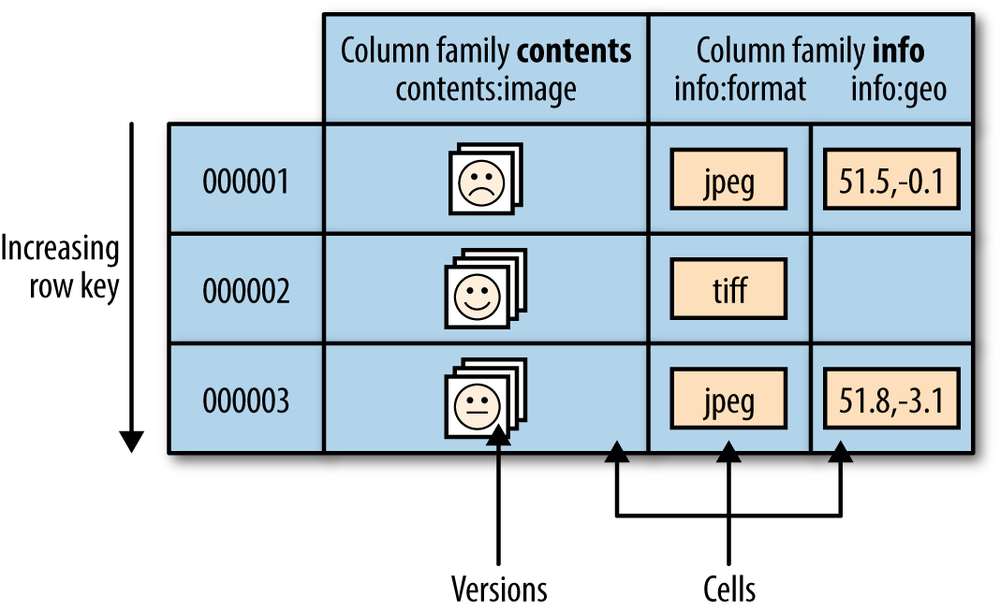 Column family contents
contents:image
Column family info
info:format info:geo
000001
jpeg
51.5,-0.1
Increasing
row key
000002
tiff
000003
jpeg
51.8,-3.1
Versions
Cells